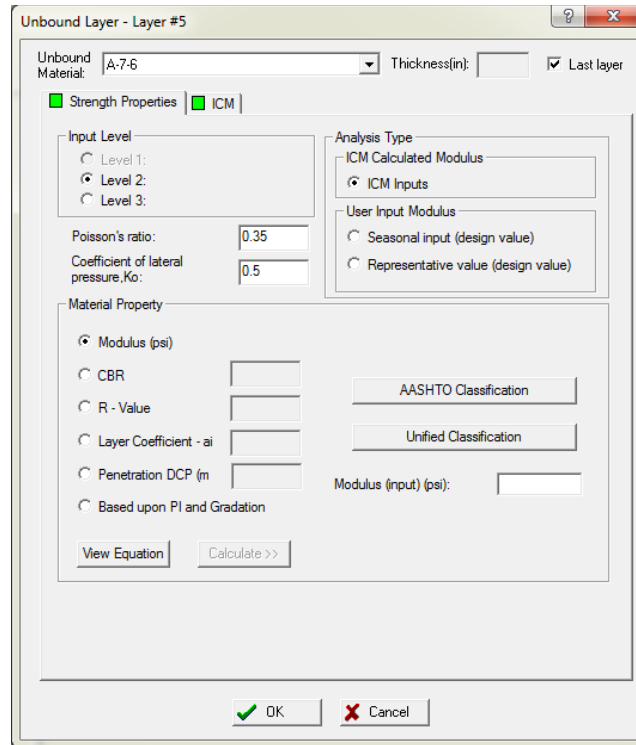 Unbound Layer - Layer #5
?
Unbound Material: A-7-6
Thickness(in):
Last layer
Strength Properties
ICM
Input Level
Level 1:
Level 2:
Level 3:
Poisson's ratio: 0.35
Coefficient of lateral
pressure,Ko: 0.5
Analysis Type
ICM Calculated Modulus
ICM Inputs
User Input Modulus
Seasonal input (design value)
Representative value (design value)
Material Property
Modulus (psi)
CBR
R - Value
Layer Coefficient - ai
Penetration DCP (m
Based upon PI and Gradation
AASHTO Classification
Unified Classification
Modulus (input) (psi):
View Equation
Calculate >>
OK
Cancel